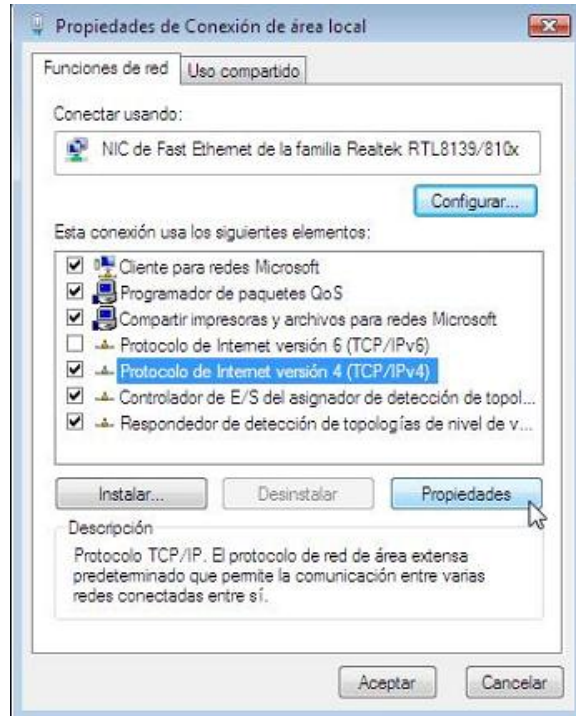 Propiedades de Conexión de área local
Funciones de red
Uso compartido
Conectar usando:
NIC de Fast Ethernet de la familia Realtek RTL8139/810x
Configurar...
Esta conexión usa los siguientes elementos:
Cliente para redes Microsoft
Programador de paquetes QoS
Compartir impresoras y archivos para redes Microsoft
Protocolo de Internet versión 6 (TCP/IPv6)
Protocolo de Internet versión 4 (TCP/IPv4)
Controlador de E/S del asignador de detección de topol...
Respondedor de detección de topologías de nivel de v...
Instalar...
Desinstalar
Propiedades
Descripción
Protocolo TCP/IP. El protocolo de red de área extensa
predeterminado que permite la comunicación entre varias
redes conectadas entre sí.
Aceptar
Cancelar